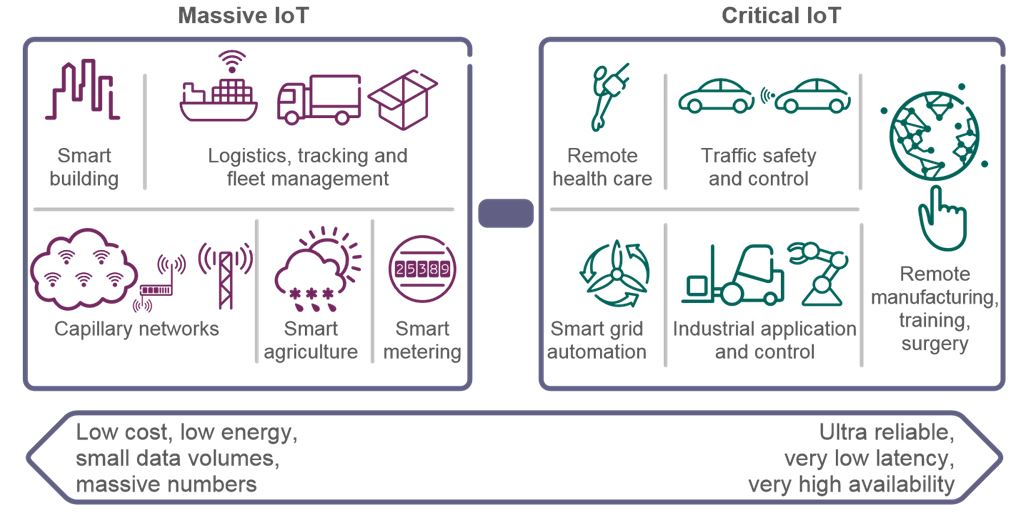 Massive IoT
Critical IoT
Smart
building
Logistics, tracking and
fleet management
Capillary networks
Smart
agriculture
25389
Smart
metering
Remote
health care
Traffic safety
and control
Smart grid
automation
Industrial application
and control
Remote
manufacturing,
training,
surgery
Low cost, low energy,
small data volumes,
massive numbers
Ultra reliable,
very low latency,
very high availability